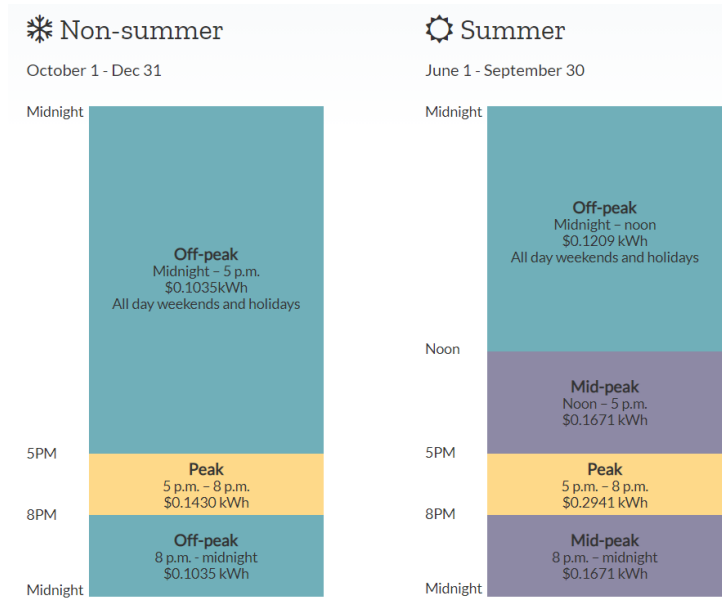 Non-summer
October 1 - Dec 31
Midnight
Off-peak
Midnight – 5 p.m.
$0.1035kWh
All day weekends and holidays
5PM
Peak
5 p.m. – 8 p.m.
$0.1430 kWh
8PM
Off-peak
8 p.m. - midnight
$0.1035 kWh
Midnight
Summer
June 1 - September 30
Midnight
Off-peak
Midnight – noon
$0.1209 kWh
All day weekends and holidays
Noon
Mid-peak
Noon – 5 p.m.
$0.1671 kWh
5PM
Peak
5 p.m. – 8 p.m.
$0.2941 kWh
8PM
Mid-peak
8 p.m. – midnight
$0.1671 kWh
Midnight